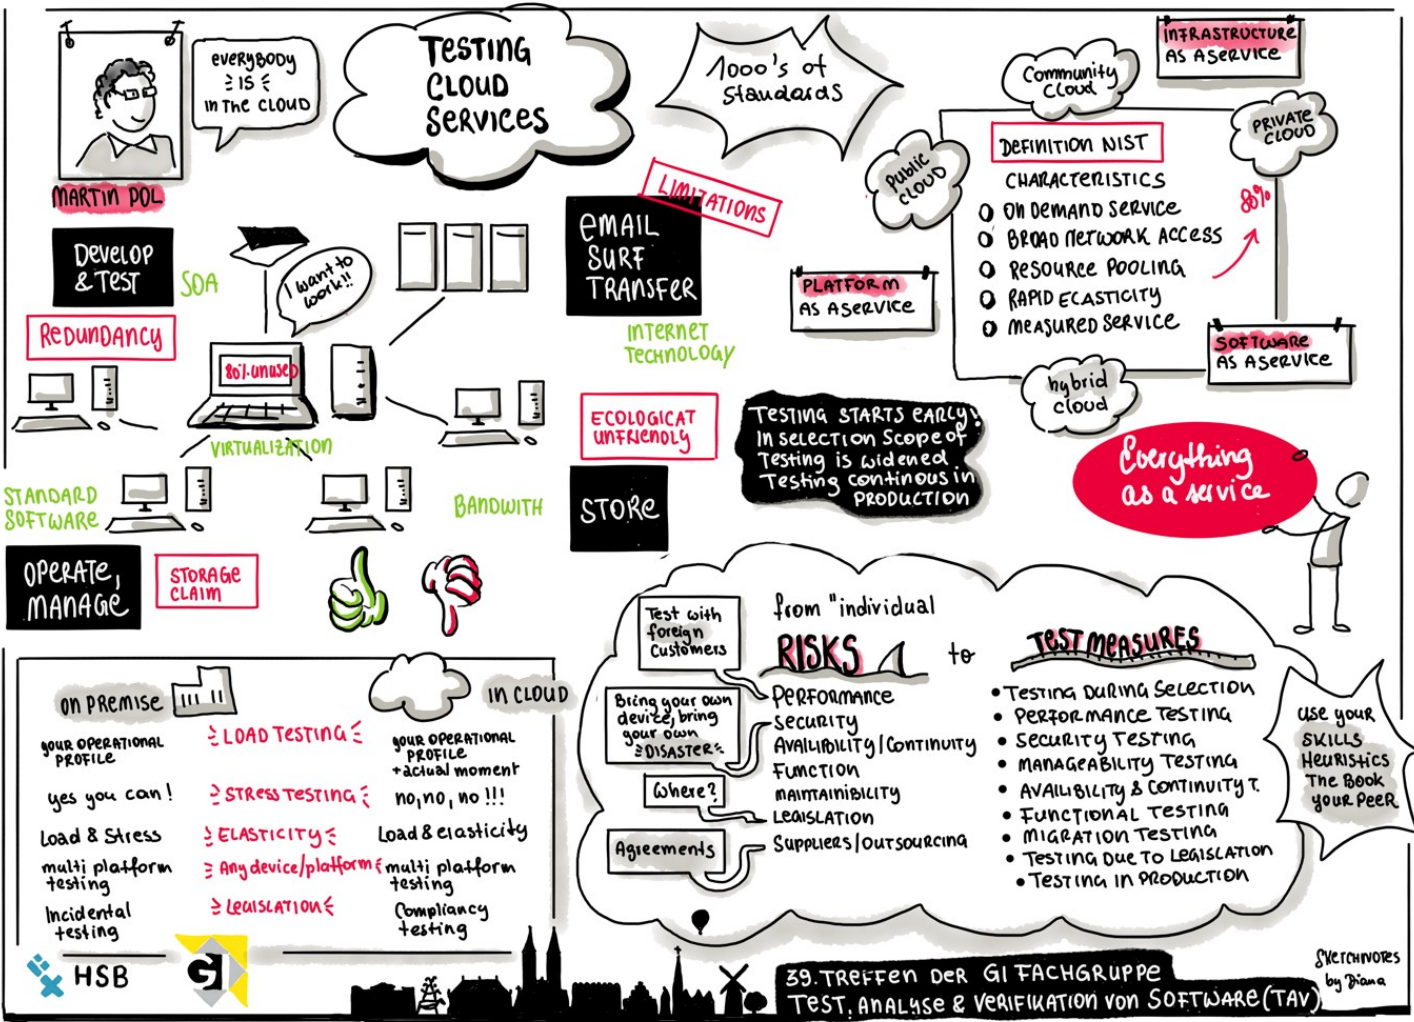 EVERYBODY
IS
IN THE CLOUD
MARTIN POL
TESTING
CLOUD
SERVICES
1000's of
standards
INFRASTRUCTURE
AS A SERVICE
Community
Cloud
PRIVATE
CLOUD
PUBLIC
CLOUD
DEFINITION NIST
CHARACTERISTICS
ON DEMAND SERVICE
BROAD NETWORK ACCESS
RESOURCE POOLING
RAPID ECASTICITY
MEASURED SERVICE
80%
PLATFORM
AS A SERVICE
SOFTWARE
AS A SERVICE
hybrid
cloud
DEVELOP
& TEST
SOA
REDUNDANCY
I want to
work!!
80% UNUSED
VIRTUALIZATION
STANDARD
SOFTWARE
BANDWITH
OPERATE,
MANAGE
STORAGE
CLAIM
LIMITATIONS
EMAIL
SURF
TRANSFER
INTERNET
TECHNOLOGY
ECOLOGICAT
UNFRIENDLY
STORE
TESTING STARTS EARLY!
IN SELECTION SCOPE OF
TESTING IS WIDENED
TESTING CONTINOUS IN
PRODUCTION
Everything
as a service
ON PREMISE
IN CLOUD
YOUR OPERATIONAL
PROFILE
LOAD TESTING
YOUR OPERATIONAL
PROFILE
+ actual moment
yes you can!
STRESS TESTING
no, no, no!!!
Load & Stress
ELASTICITY
Load & elasticity
multi platform
testing
Any device/platform
multi platform
testing
Incidental
testing
LEGISLATION
Compliancy
testing
Test with
foreign
customers
Bring your own
device, bring
your own
DISASTER
Where?
Agreements
from "individual
RISKS
to
TEST MEASURES
PERFORMANCE
SECURITY
AVAILIBILITY/CONTINUITY
FUNCTION
MAINTAINIBILITY
LEGISLATION
SUPPLIERS/OUTSOURCING
• TESTING DURING SELECTION
• PERFORMANCE TESTING
• SECURITY TESTING
• MANAGEABILITY TESTING
• AVAILIBILITY & CONTINUITY T.
• FUNCTIONAL TESTING
• MIGRATION TESTING
• TESTING DUE TO LEGISLATION
• TESTING IN PRODUCTION
USE YOUR
SKILLS
HEURISTICS
THE BOOK
YOUR PEER
HSB
GI
39. TREFFEN DER GI FACHGRUPPE
TEST, ANALYSE & VERIFIKATION VON SOFTWARE (TAV)
SKETCHNOTES
by Diana